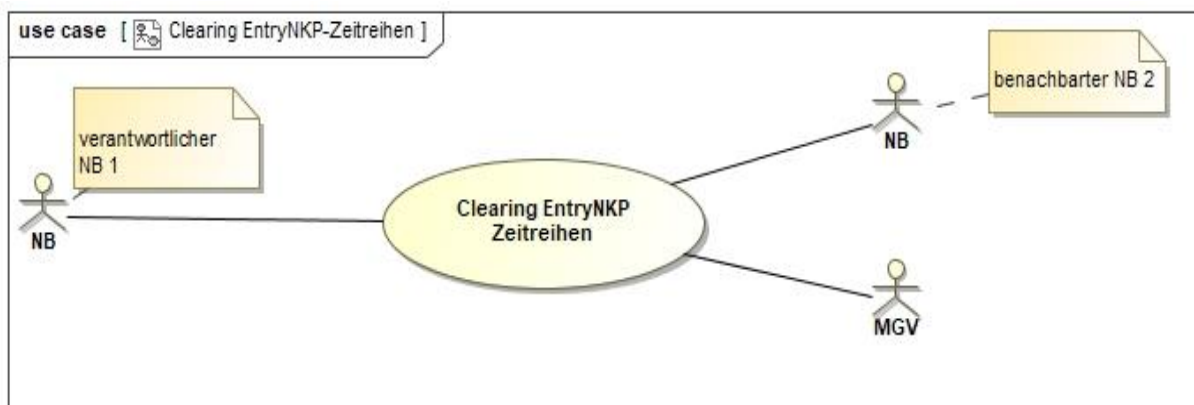 use case [ Clearing EntryNKP-Zeitreihen ]
verantwortlicher
NB 1
NB
Clearing EntryNKP
Zeitreihen
benachbarter NB 2
NB
MGV